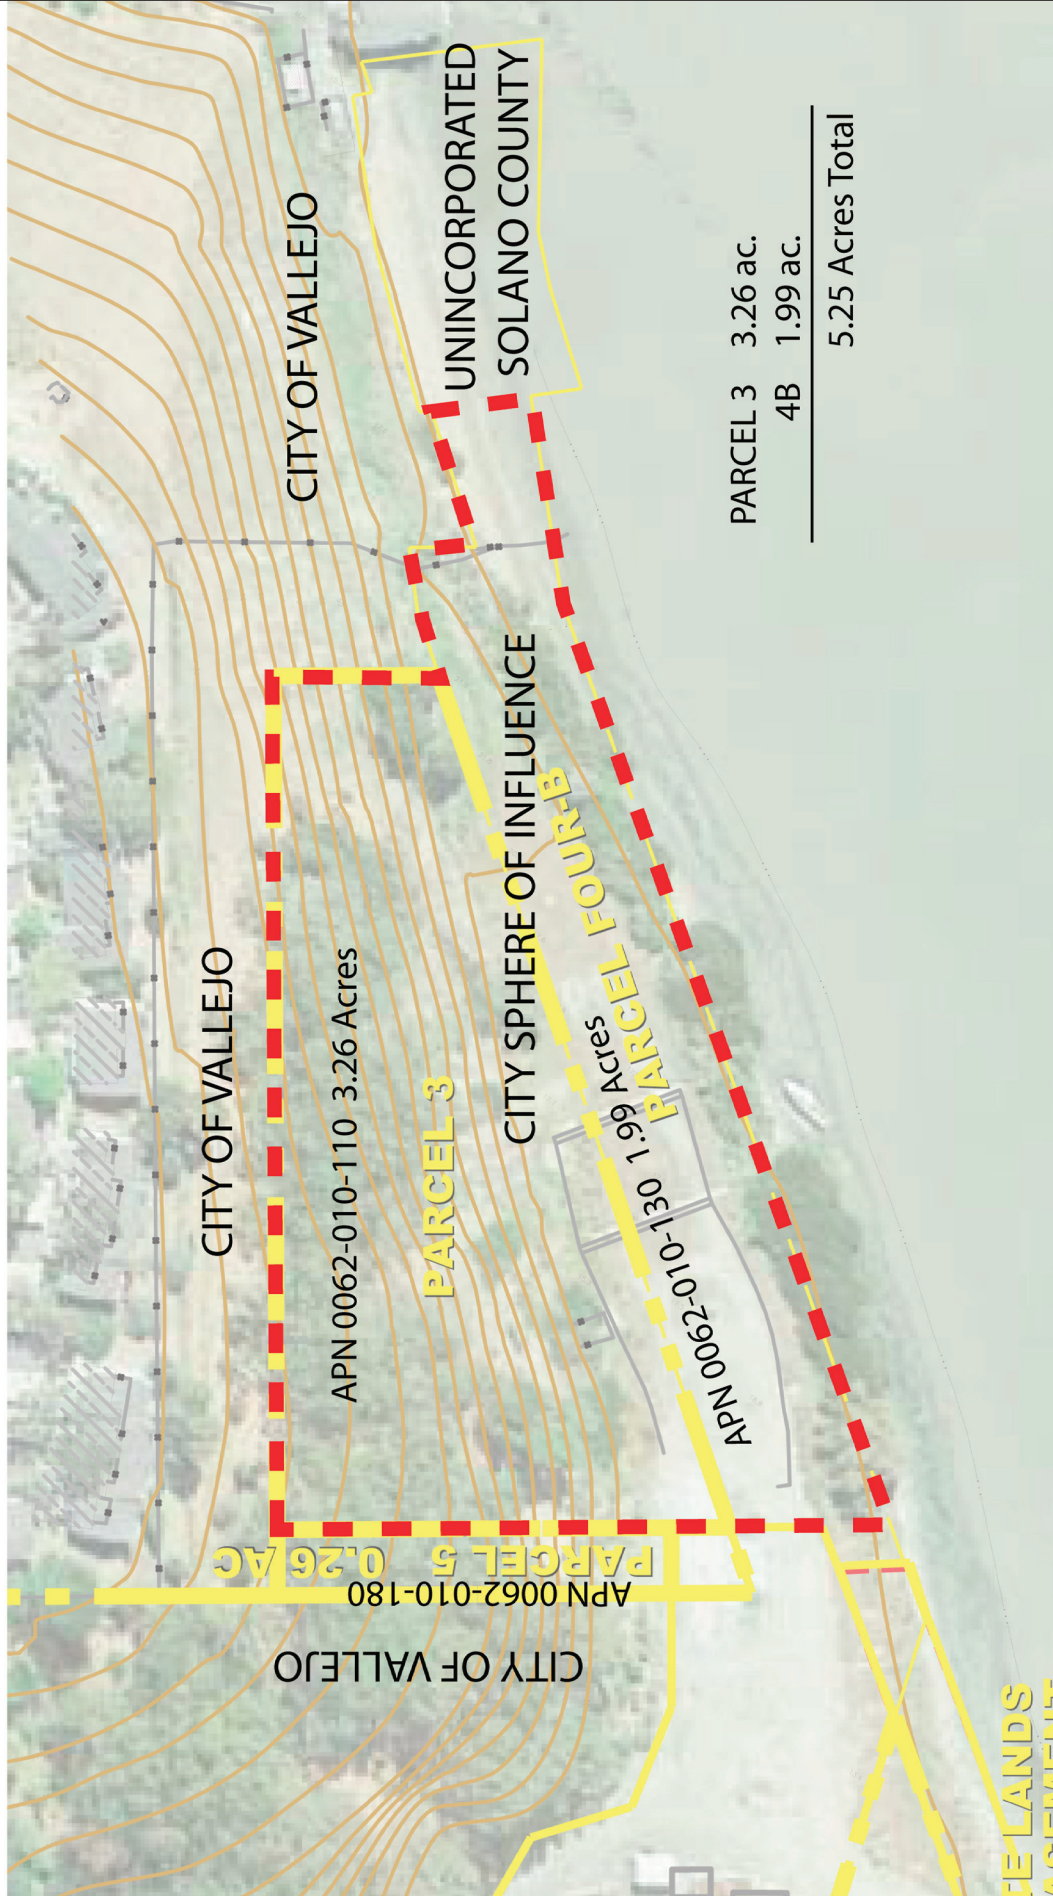 CITY OF VALLEJO
UNINCORPORATED
SOLANO COUNTY
CITY OF VALLEJO
APN 0062-010-110 3.26 Acres
PARCEL 3
CITY SPHERE OF INFLUENCE
PARCEL FOUR-B
APN 0062-010-130 1.99 Acres
PARCEL 5 0.26 AC
APN 0062-010-180
CITY OF VALLEJO
PARCEL 3 3.26 ac.
4B 1.99 ac.
5.25 Acres Total
LANDS